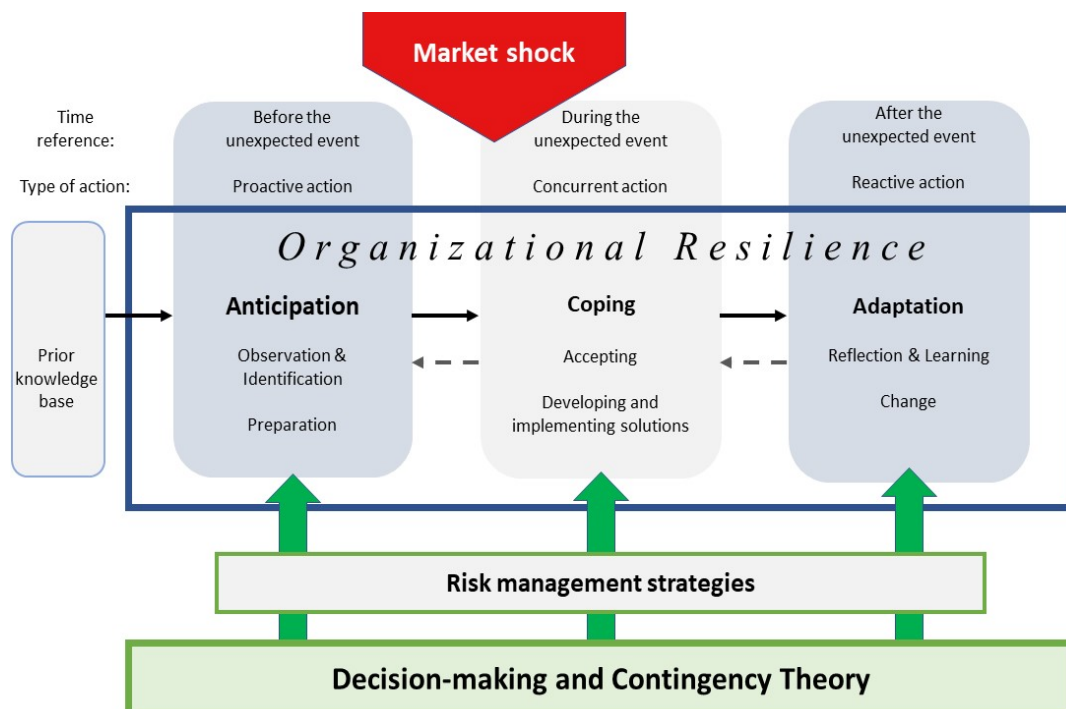 Market shock
Time
reference:
Before the
unexpected event
During the
unexpected event
After the
unexpected event
Type of action:
Proactive action
Concurrent action
Reactive action
Organizational Resilience
Prior
knowledge
base
Anticipation
Observation &
Identification
Preparation
Coping
Accepting
Developing and
implementing solutions
Adaptation
Reflection & Learning
Change
Risk management strategies
Decision-making and Contingency Theory